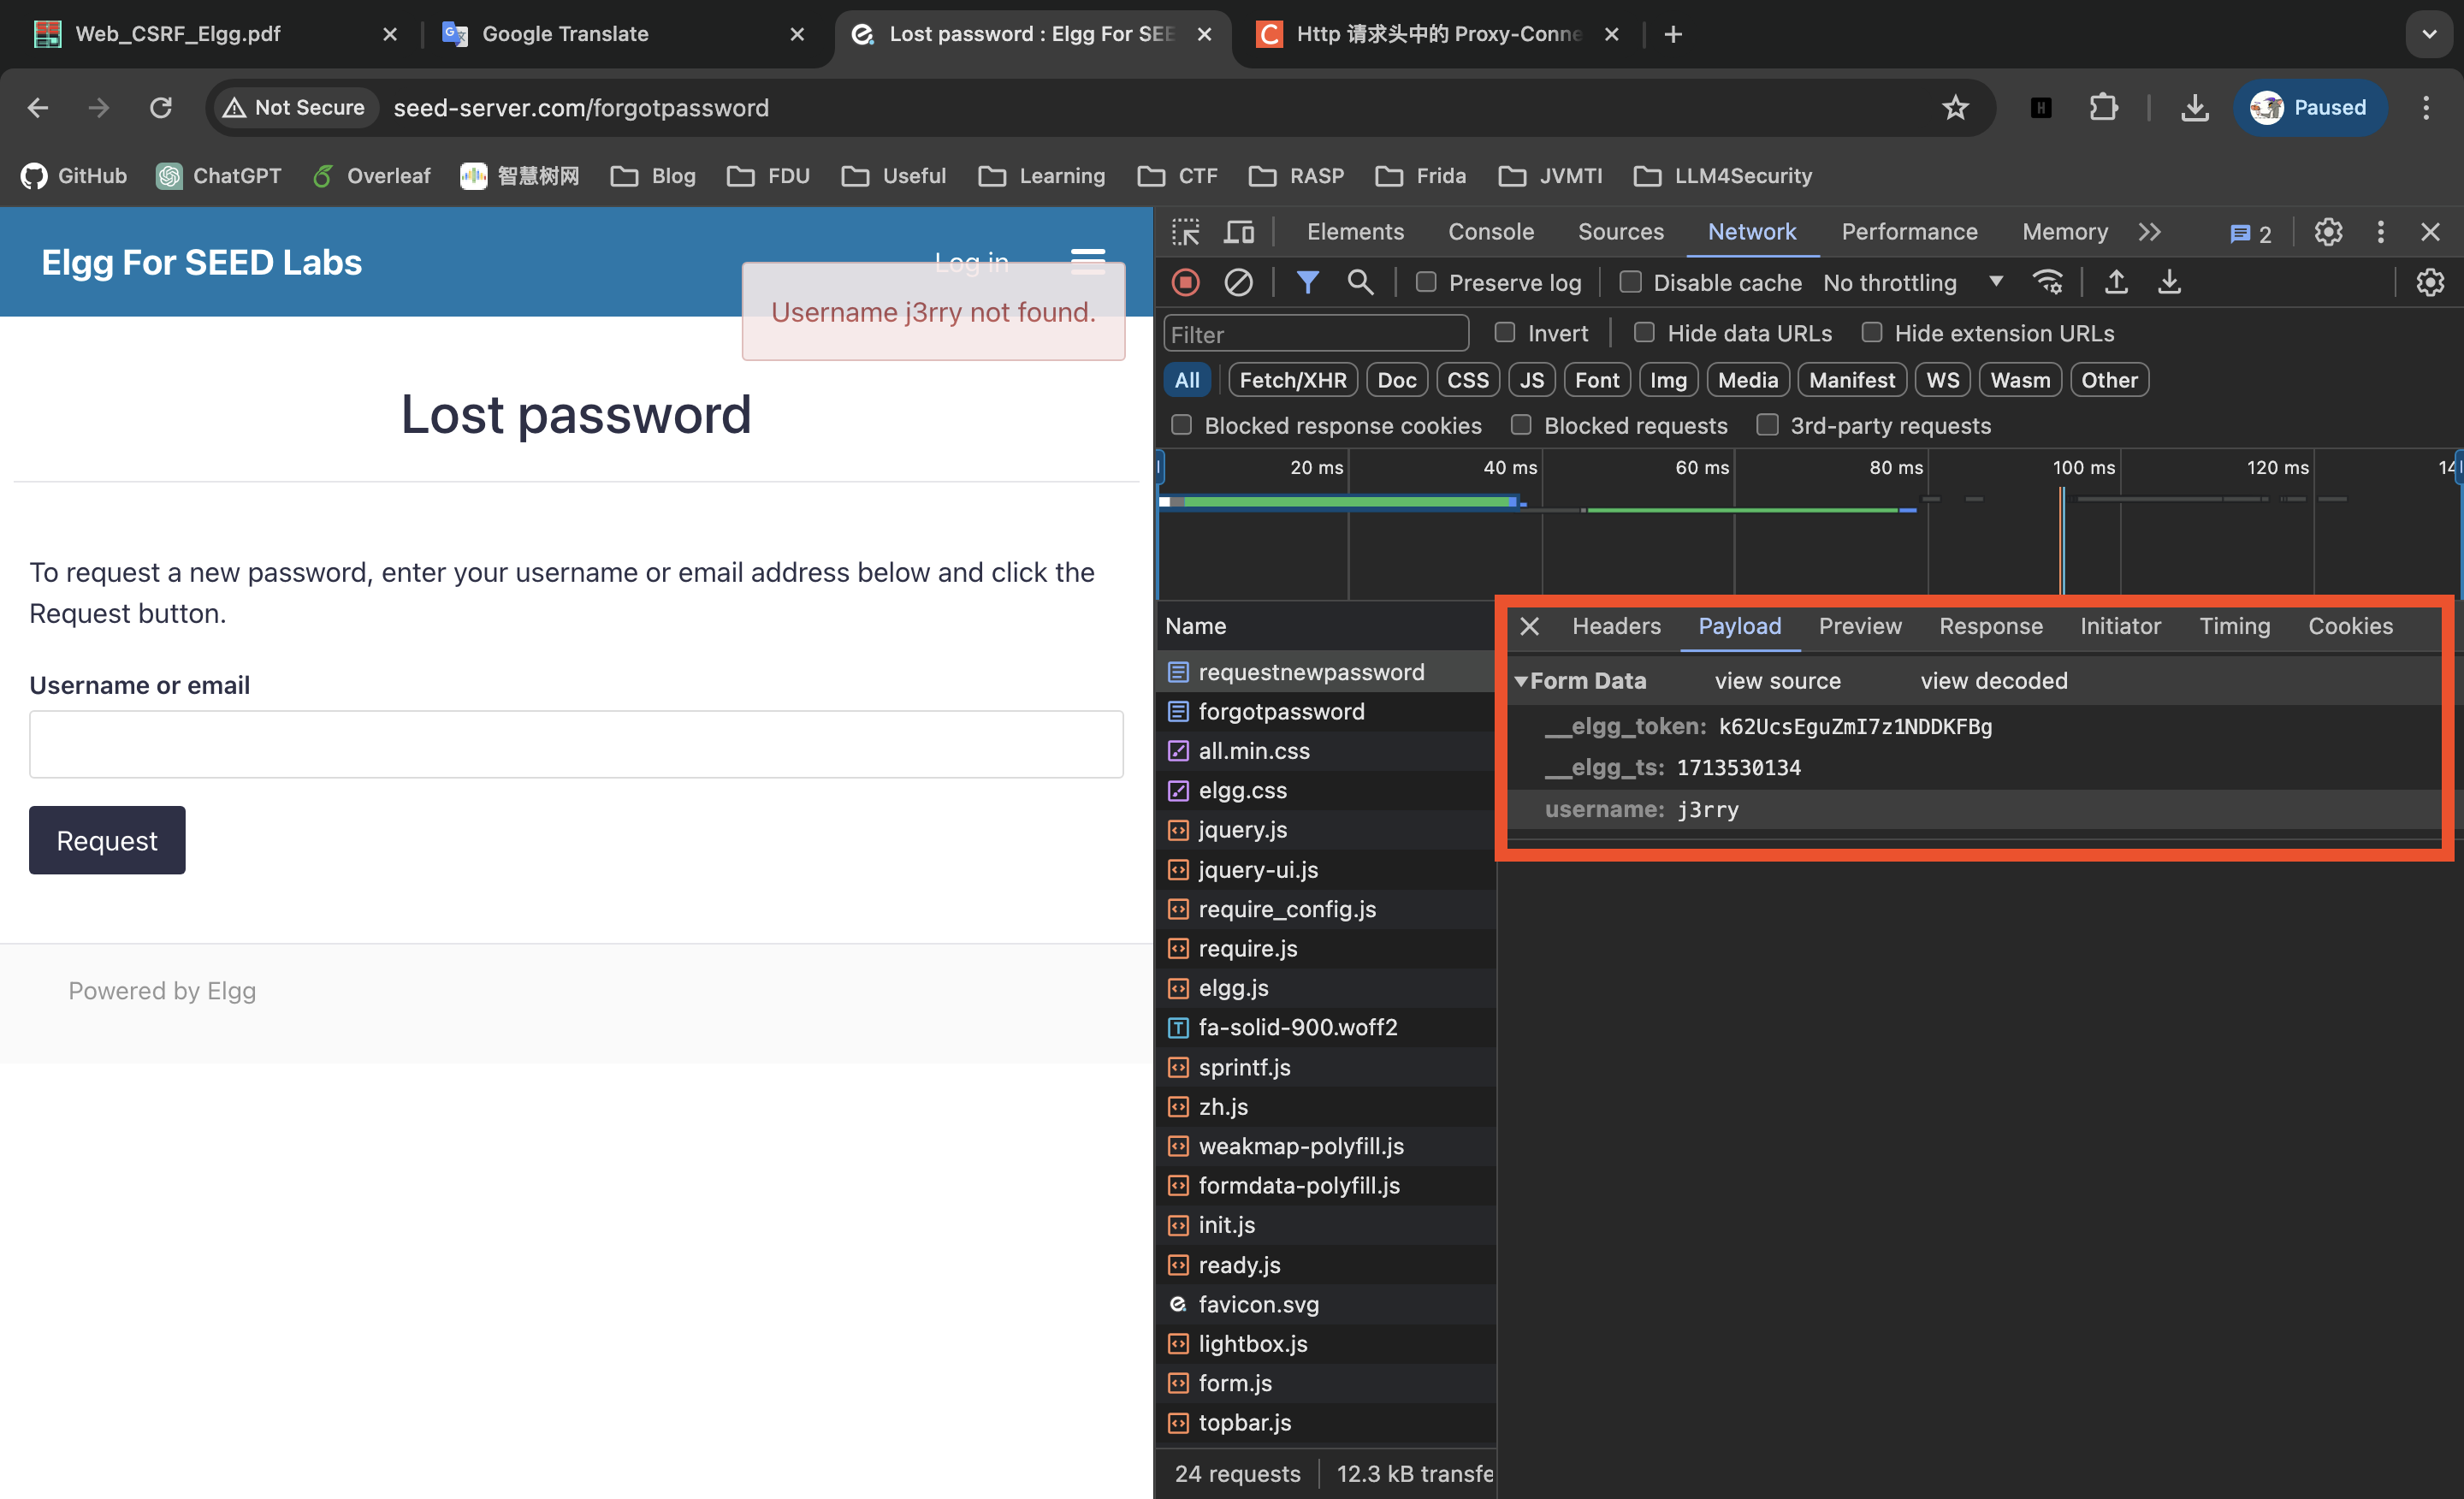 Web_CSRF_Elgg.pdf
Google Translate
Lost password : Elgg For SEE
Http 请求头中的 Proxy-Conne
Not Secure
seed-server.com/forgotpassword
Paused
GitHub
ChatGPT
Overleaf
智慧树网
Blog
FDU
Useful
Learning
CTF
RASP
Frida
JVMTI
LLM4Security
Elgg For SEED Labs
Log in
Username j3rry not found.
Lost password
To request a new password, enter your username or email address below and click the
Request button.
Username or email
Request
Powered by Elgg
Elements
Console
Sources
Network
Performance
Memory
2
Preserve log
Disable cache
No throttling
Filter
Invert
Hide data URLs
Hide extension URLs
All
Fetch/XHR
Doc
CSS
JS
Font
Img
Media
Manifest
WS
Wasm
Other
Blocked response cookies
Blocked requests
3rd-party requests
20 ms
40 ms
60 ms
80 ms
100 ms
120 ms
Name
requestnewpassword
forgotpassword
all.min.css
elgg.css
jquery.js
jquery-ui.js
require_config.js
require.js
elgg.js
fa-solid-900.woff2
sprintf.js
zh.js
weakmap-polyfill.js
formdata-polyfill.js
init.js
ready.js
favicon.svg
lightbox.js
form.js
topbar.js
24 requests
12.3 kB transfe
Headers
Payload
Preview
Response
Initiator
Timing
Cookies
Form Data
view source
view decoded
__elgg_token: k62UcsEguZmI7z1NDDKFBg
__elgg_ts: 1713530134
username: j3rry